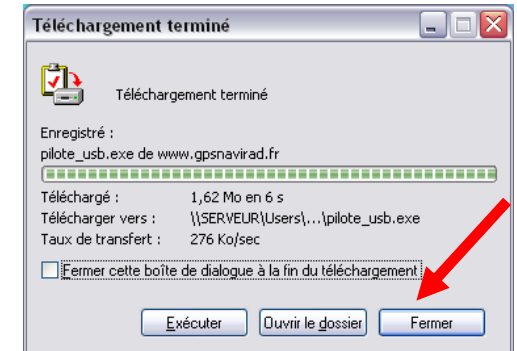 Téléchargement terminé
Téléchargement terminé
Enregistré :
pilote_usb.exe de www.gpsnavirad.fr
Téléchargé : 1,62 Mo en 6 s
Télécharger vers : \\SERVEUR\Users\...\pilote_usb.exe
Taux de transfert : 276 Ko/sec
Fermer cette boîte de dialogue à la fin du téléchargement
Exécuter Ouvrir le dossier Fermer